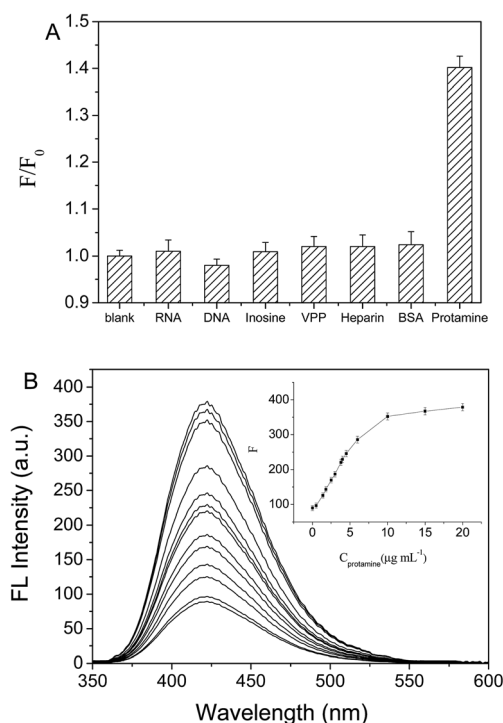 A
F/F0
1.5
1.4
1.3
1.2
1.1
1.0
0.9
blank RNA DNA Inosine VPP Heparin BSA Protamine
B
FL Intensity (a.u.)
400
350
300
250
200
150
100
50
0
350 400 450 500 550 600
Wavelength (nm)
F
400
300
200
100
0 5 10 15 20
Cprotamine(μg mL-1)